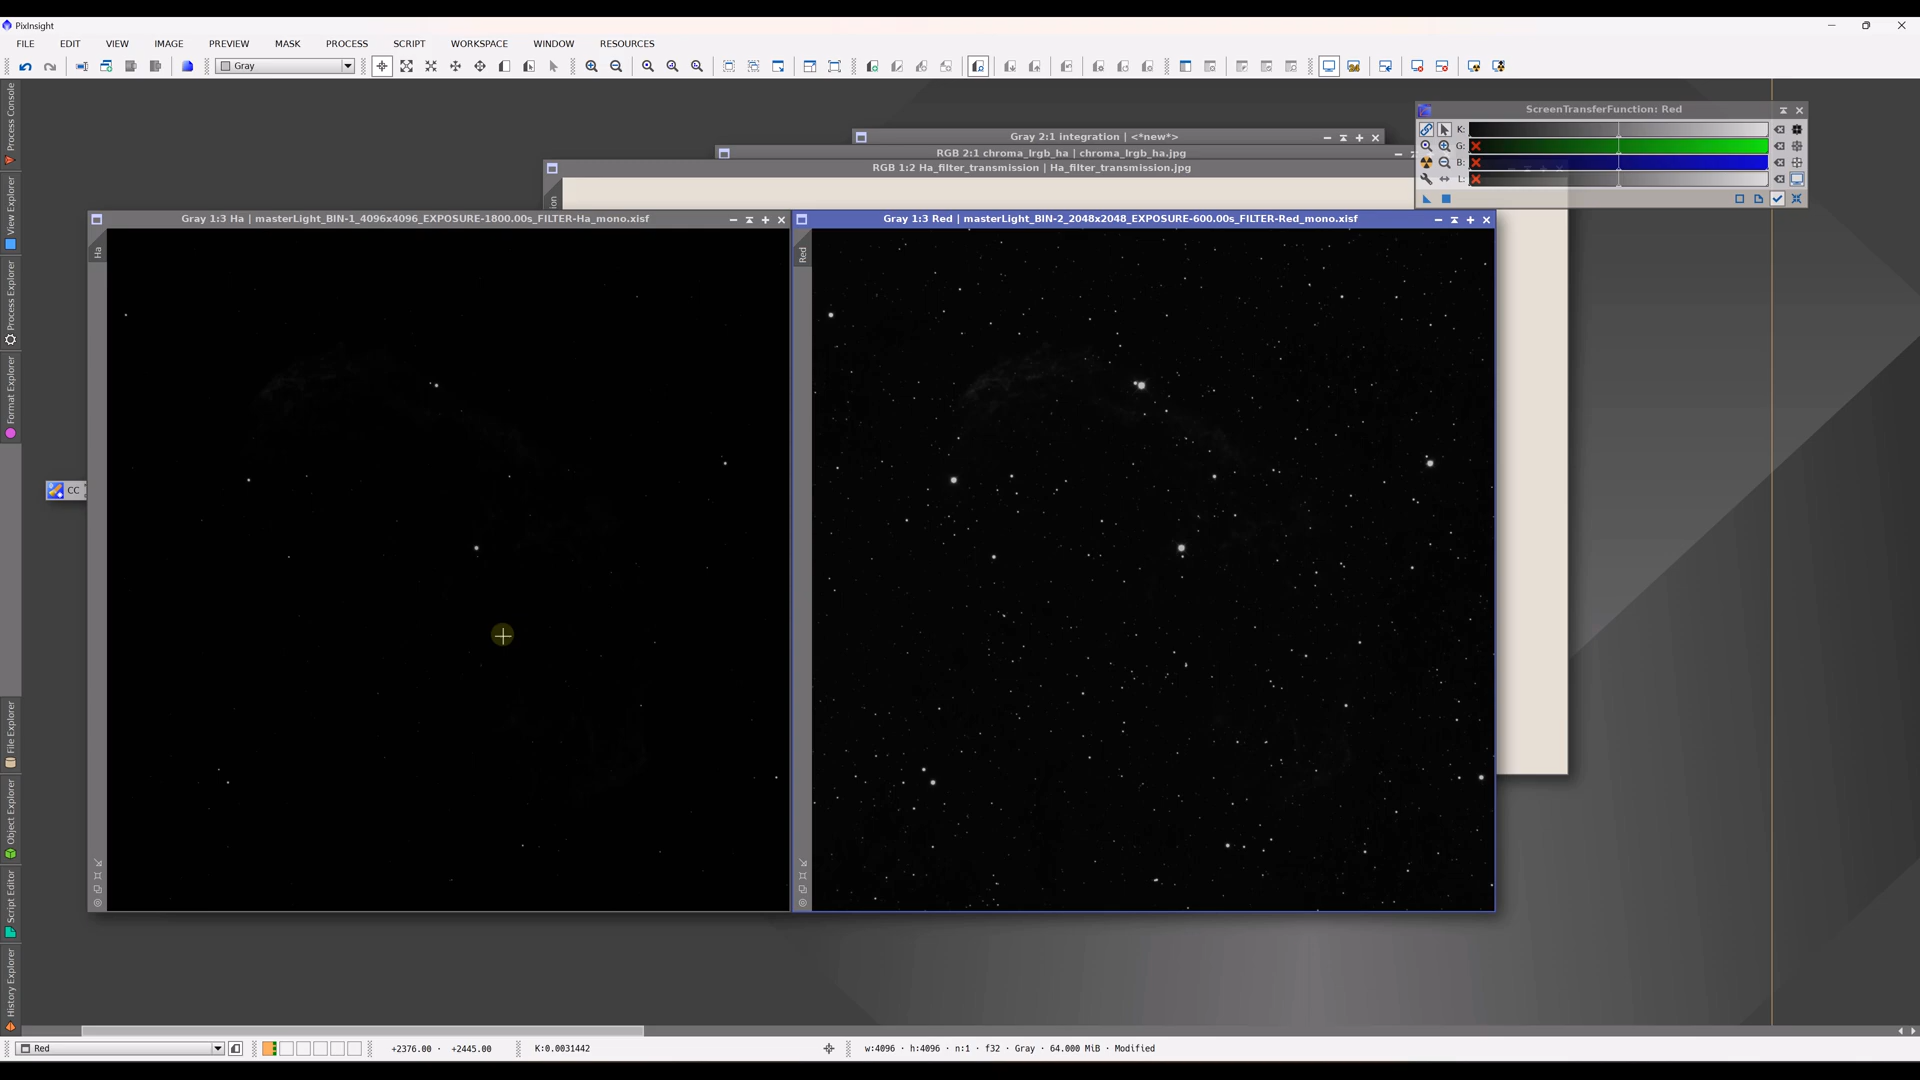 PixInsight
FILE EDIT VIEW IMAGE PREVIEW MASK PROCESS SCRIPT WORKSPACE WINDOW RESOURCES
Gray
ScreenTransferFunction: Red
K:
G:
B:
L:
Gray 2:1 integration | <*new*>
RGB 2:1 chroma_lrgb_ha | chroma_lrgb_ha.jpg
RGB 1:2 Ha_filter_transmission | Ha_filter_transmission.jpg
ion
Gray 1:3 Ha | masterLight_BIN-1_4096x4096_EXPOSURE-1800.00s_FILTER-Ha_mono.xisf
Gray 1:3 Red | masterLight_BIN-2_2048x2048_EXPOSURE-600.00s_FILTER-Red_mono.xisf
Ha
Red
Process Console
View Explorer
Process Explorer
Format Explorer
CC
File Explorer
Object Explorer
Script Editor
History Explorer
Red
+2376.00 · +2445.00
K:0.0031442
w:4096 · h:4096 · n:1 · f32 · Gray · 64.000 MiB · Modified